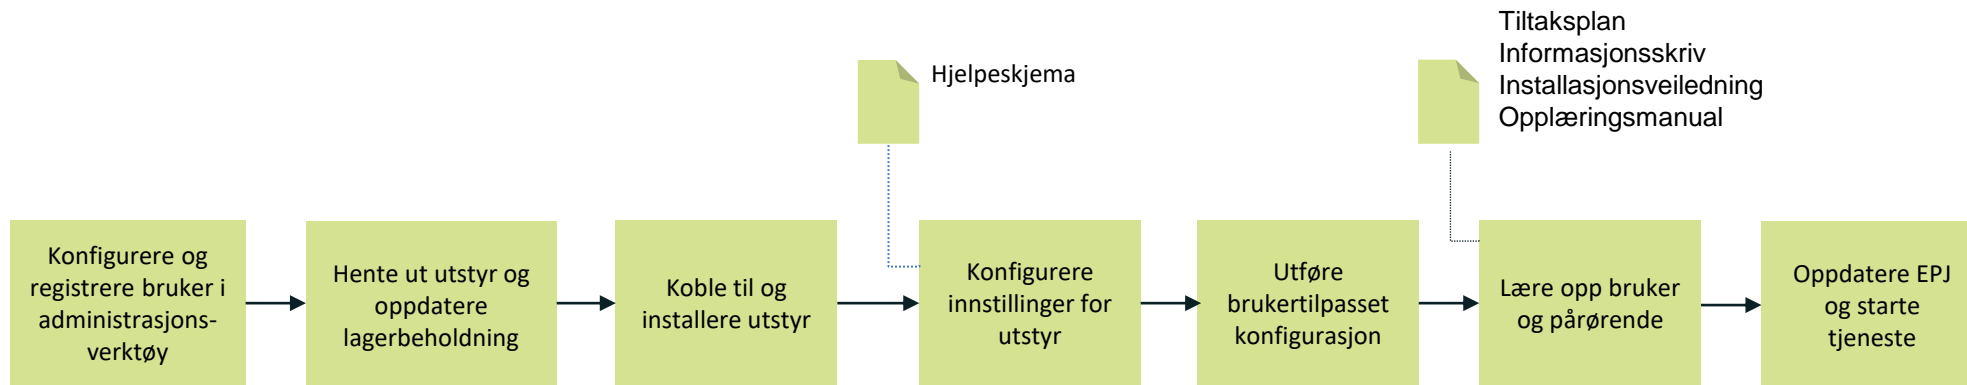 Tiltaksplan
Informasjonsskriv
Installasjonsveiledning
Opplæringsmanual
Hjelpeskjema
Konfigurere og
registrere bruker i
administrasjons-
verktøy
Hente ut utstyr og
oppdatere
lagerbeholdning
Koble til og
installere utstyr
Konfigurere
innstillinger for
utstyr
Utføre
brukertilpasset
konfigurasjon
Lære opp bruker
og pårørende
Oppdatere EPJ
og starte
tjeneste